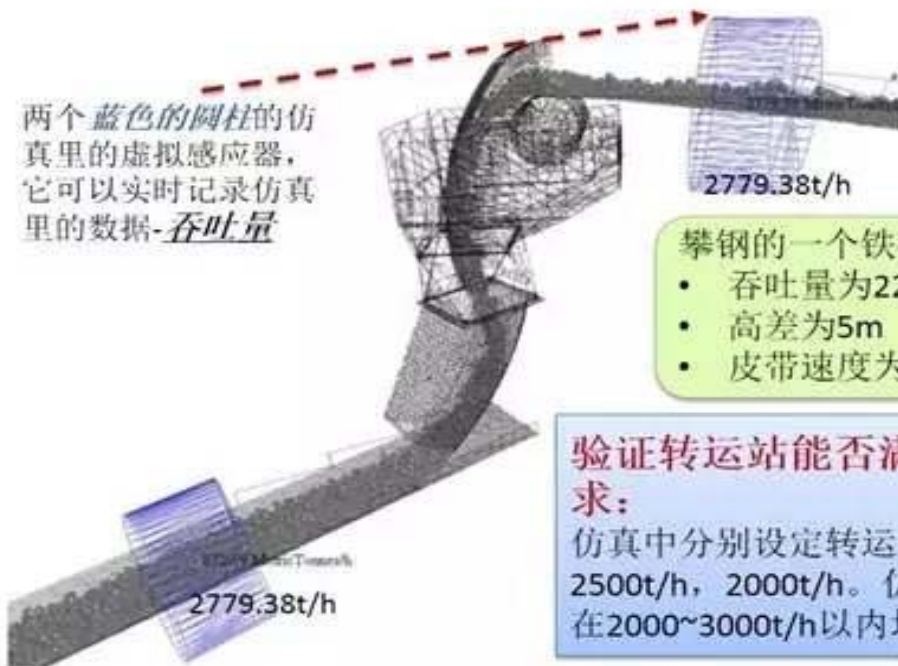 两个蓝色的圆柱的仿
真里的虚拟感应器，
它可以实时记录仿真
里的数据-吞吐量
2779.38t/h
攀钢的一个铁
• 吞吐量为22
• 高差为5m
• 皮带速度为
验证转运站能否满
求：
仿真中分别设定转运
2500t/h，2000t/h。仿
在2000~3000t/h以内
2779.38t/h